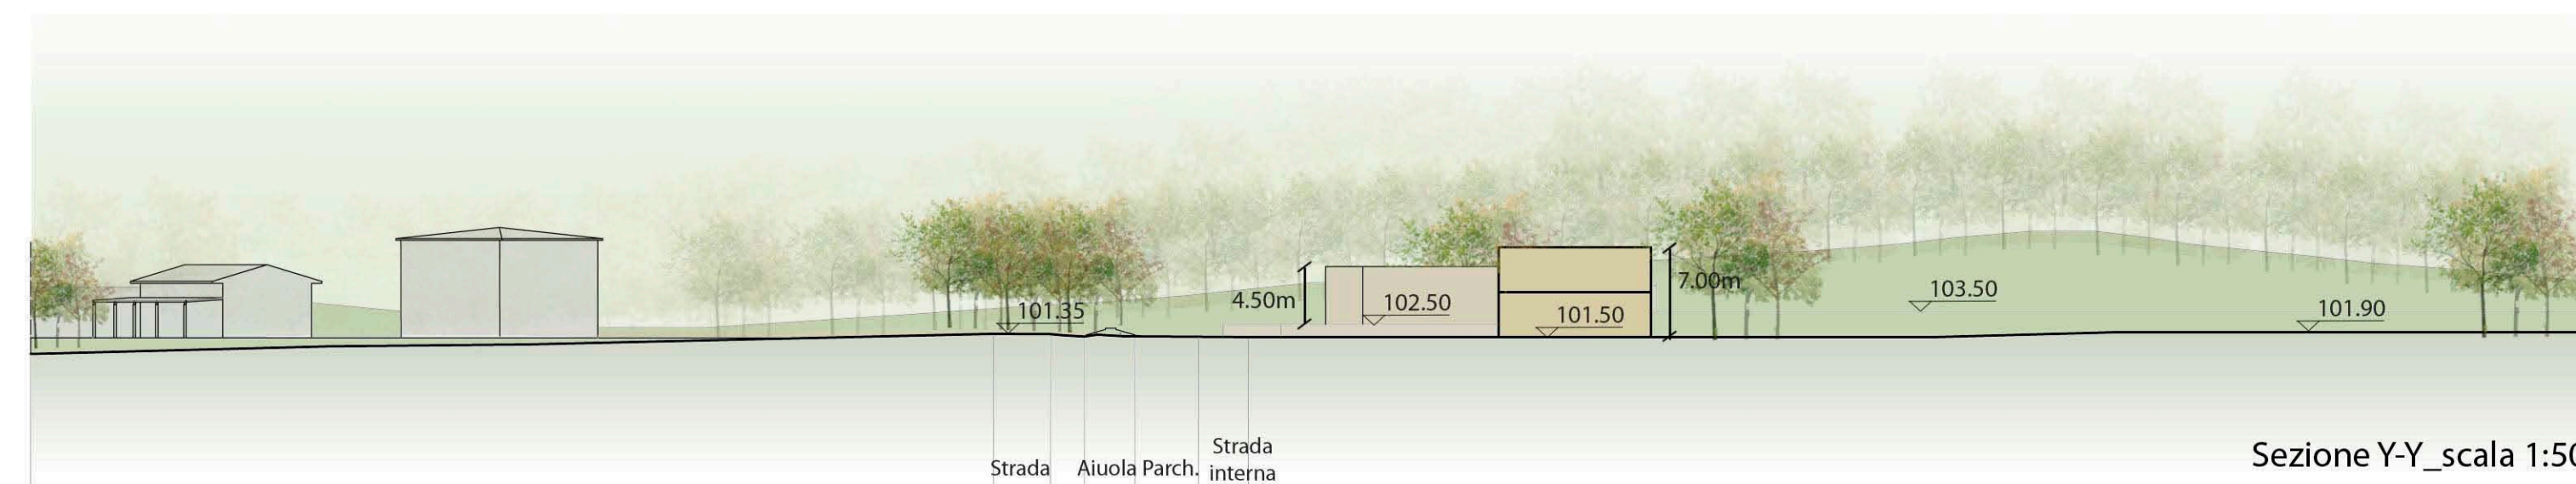 103.50
7.00m
4.50m
102.50
101.35
101.50
101.90
Strada
Aiuola
Parch.
Strada
interna
Sezione Y-Y_scala 1:50